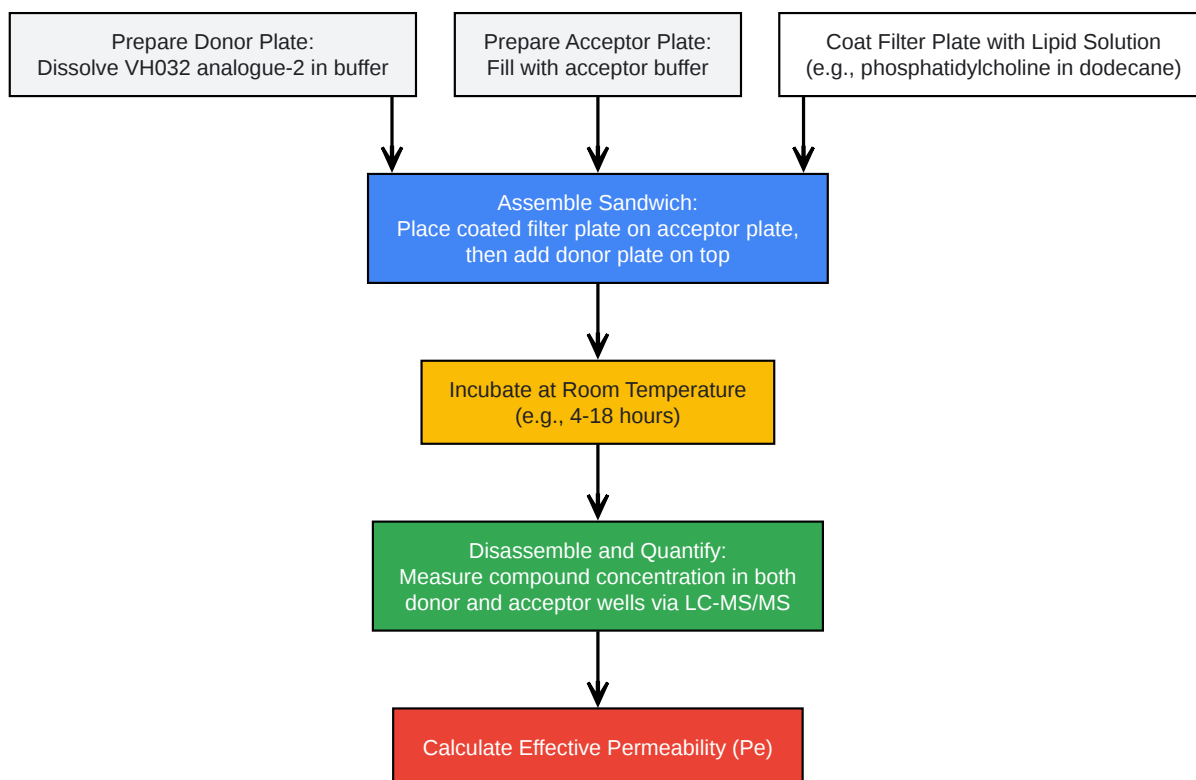 Prepare Donor Plate:
Dissolve VH032 analogue-2 in buffer
Prepare Acceptor Plate:
Fill with acceptor buffer
Coat Filter Plate with Lipid Solution
(e.g., phosphatidylcholine in dodecane)
Assemble Sandwich:
Place coated filter plate on acceptor plate,
then add donor plate on top
Incubate at Room Temperature
(e.g., 4-18 hours)
Disassemble and Quantify:
Measure compound concentration in both
donor and acceptor wells via LC-MS/MS
Calculate Effective Permeability (Pe)